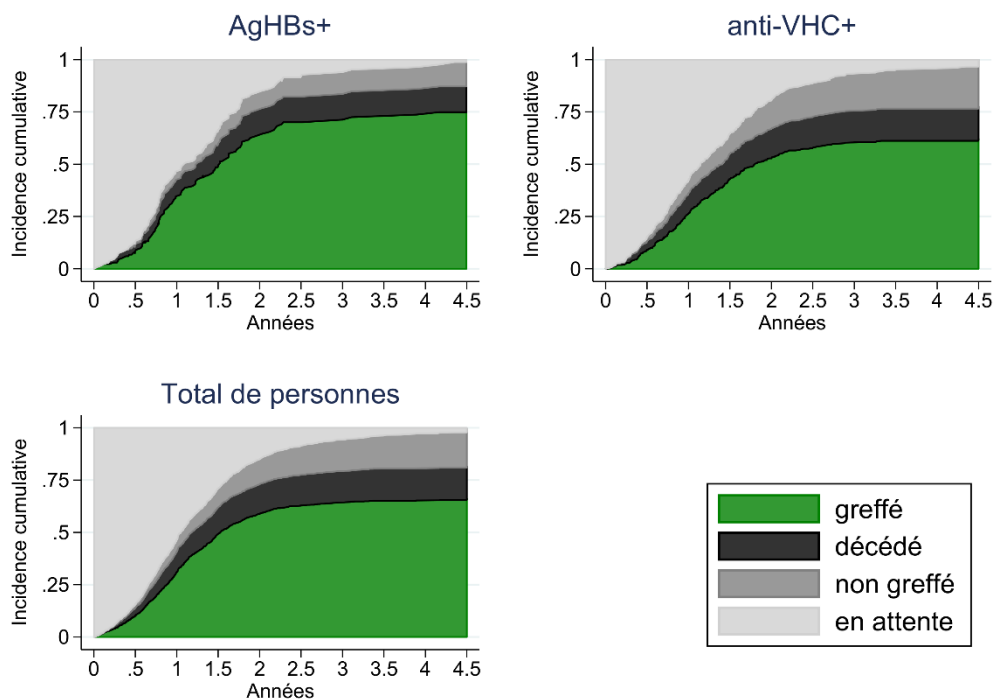 AgHBs+
Incidence cumulative
1
.75
.5
.25
0
0 .5 1 1.5 2 2.5 3 3.5 4 4.5
Années
anti-VHC+
Incidence cumulative
1
.75
.5
.25
0
0 .5 1 1.5 2 2.5 3 3.5 4 4.5
Années
Total de personnes
Incidence cumulative
1
.75
.5
.25
0
0 .5 1 1.5 2 2.5 3 3.5 4 4.5
Années
greffé
décédé
non greffé
en attente